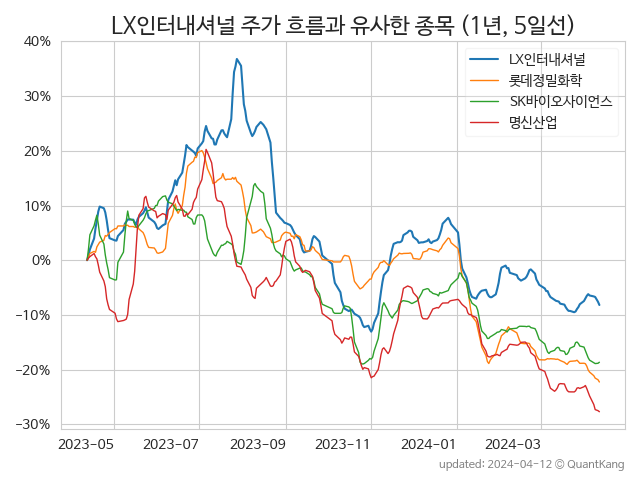 LX인터내셔널 주가 흐름과 유사한 종목 (1년, 5일선)
40%
30%
20%
10%
0%
−10%
−20%
−30%
LX인터내셔널
롯데정밀화학
SK바이오사이언스
명신산업
2023-05 2023-07 2023-09 2023-11 2024-01 2024-03
updated: 2024-04-12 © QuantKang